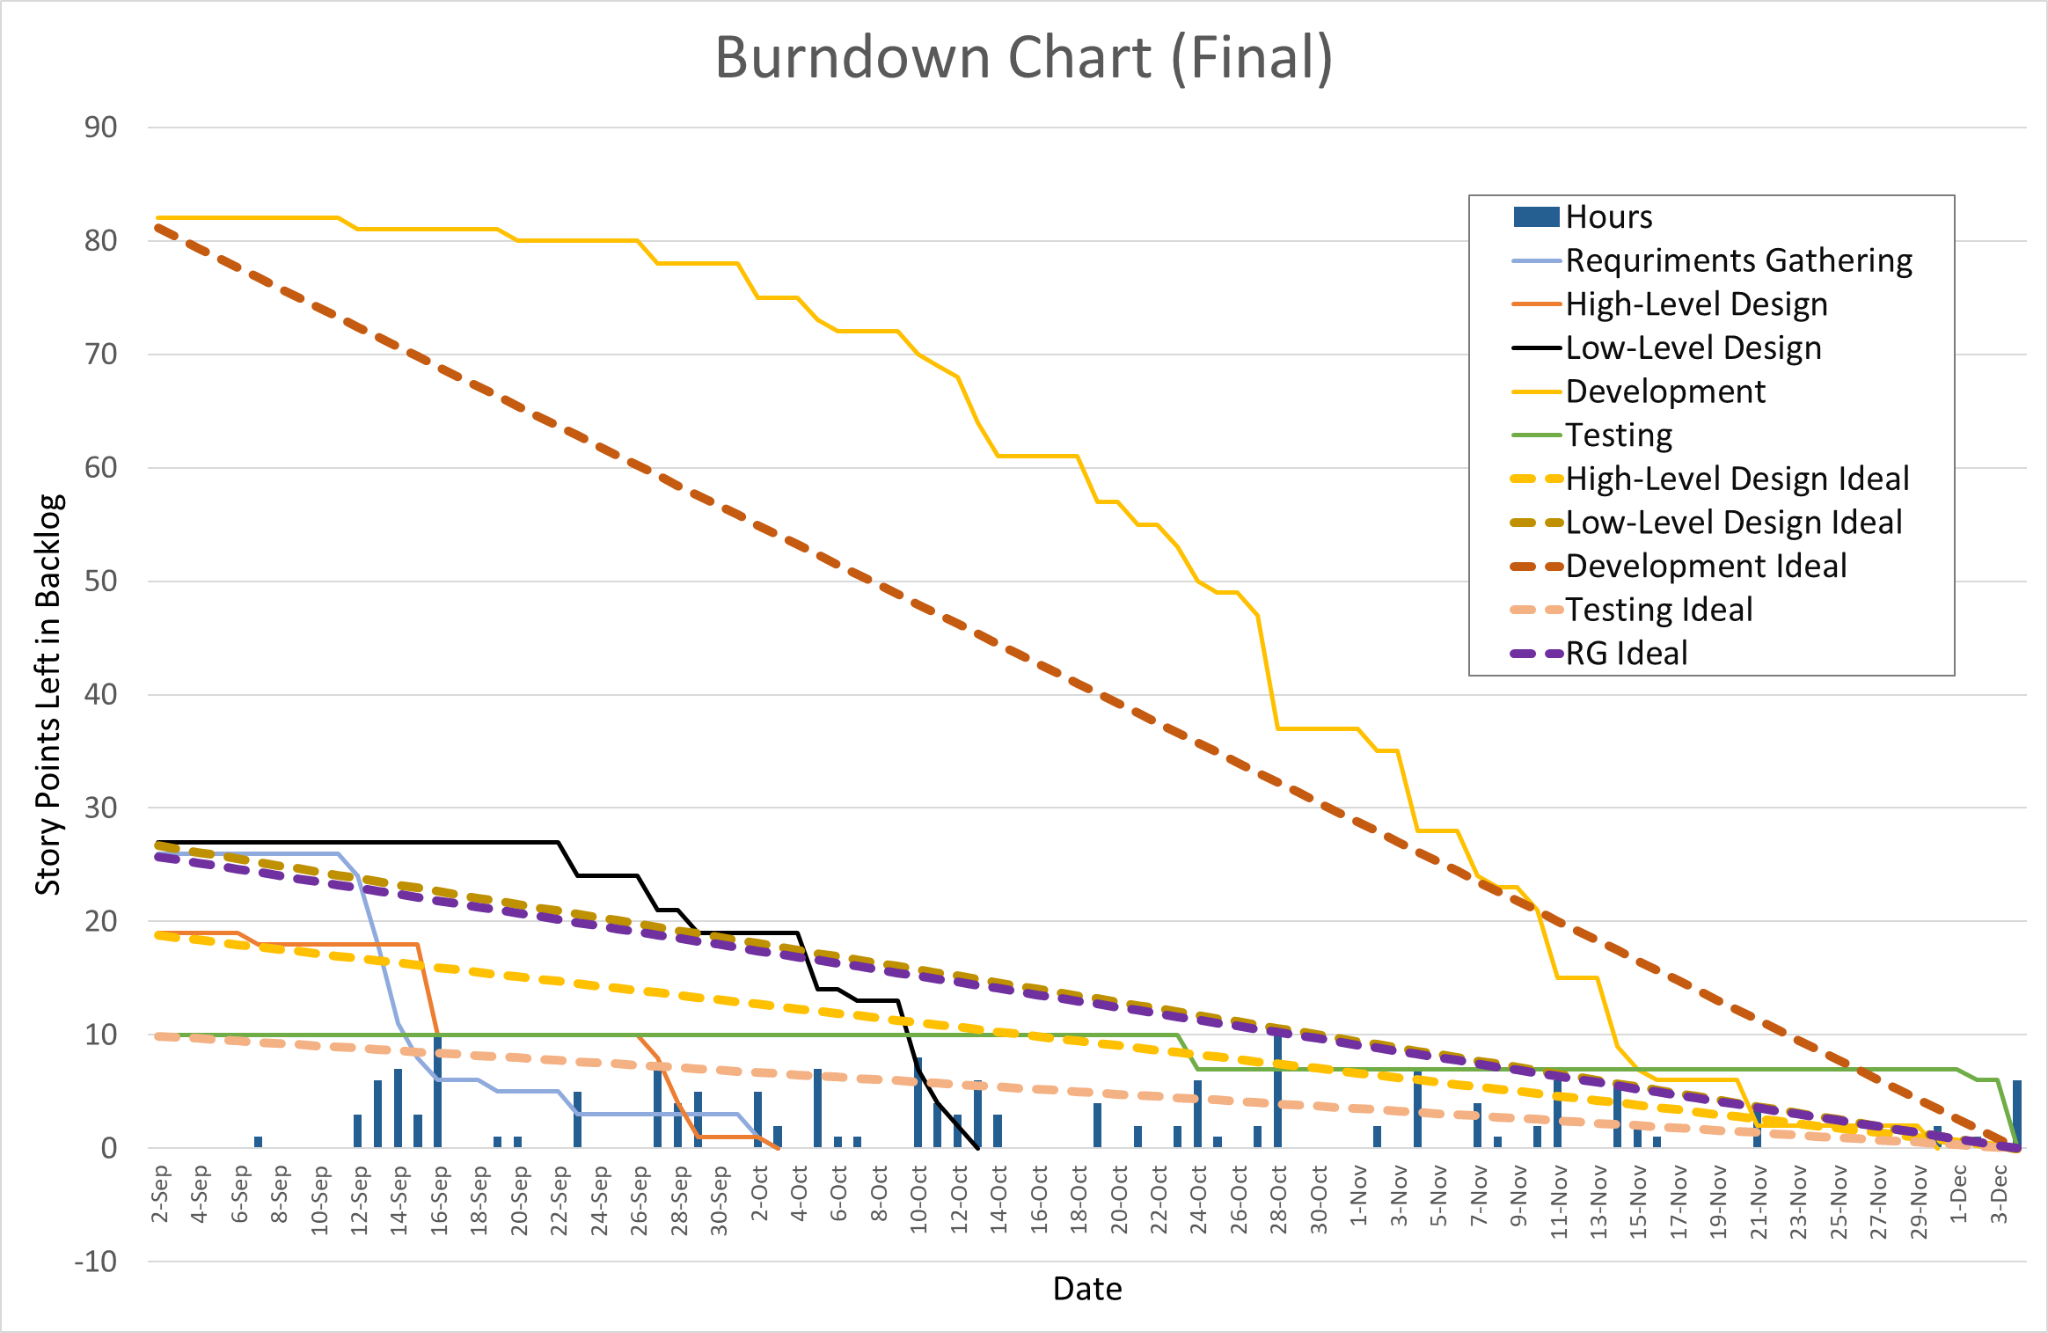 Burndown Chart (Final)
90
80
70
60
50
40
30
20
10
0
-10
Story Points Left in Backlog
Hours
Requriments Gathering
High-Level Design
Low-Level Design
Development
Testing
High-Level Design Ideal
Low-Level Design Ideal
Development Ideal
Testing Ideal
RG Ideal
2-Sep
4-Sep
6-Sep
8-Sep
10-Sep
12-Sep
14-Sep
16-Sep
18-Sep
20-Sep
22-Sep
24-Sep
26-Sep
28-Sep
30-Sep
2-Oct
4-Oct
6-Oct
8-Oct
10-Oct
12-Oct
14-Oct
16-Oct
18-Oct
20-Oct
22-Oct
24-Oct
26-Oct
28-Oct
30-Oct
1-Nov
3-Nov
5-Nov
7-Nov
9-Nov
11-Nov
13-Nov
15-Nov
17-Nov
19-Nov
21-Nov
23-Nov
25-Nov
27-Nov
29-Nov
1-Dec
3-Dec
Date